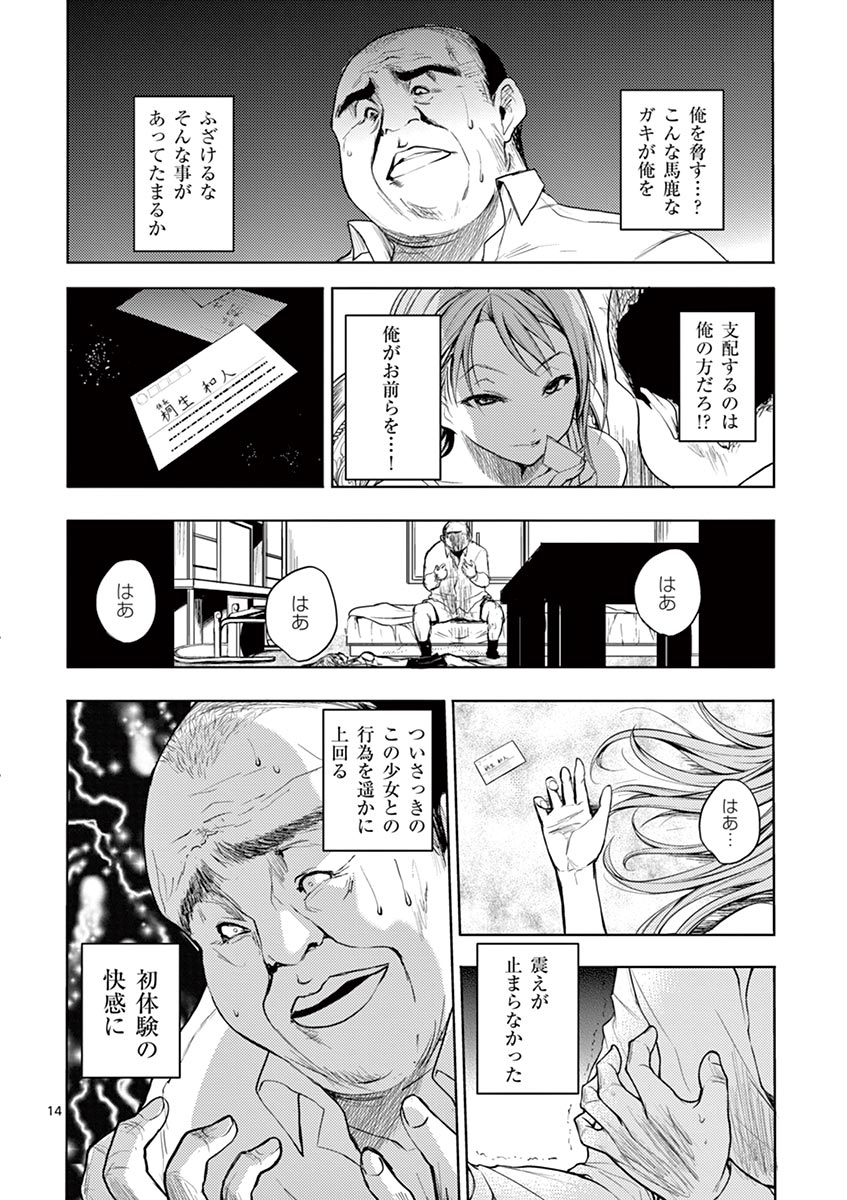 俺を脅す…?
こんな馬鹿な
ガキが俺を
ふざけるな
そんな事が
あってたまるか
支配するのは
俺の方だろ!?
俺がお前らを…!
桐生 和人
はあ
はあ
はあ
はあ…
桐生 和人
震えが
止まらなかった
ついさっきの
この少女との
行為を遥かに
上回る
初体験の
快感に
14